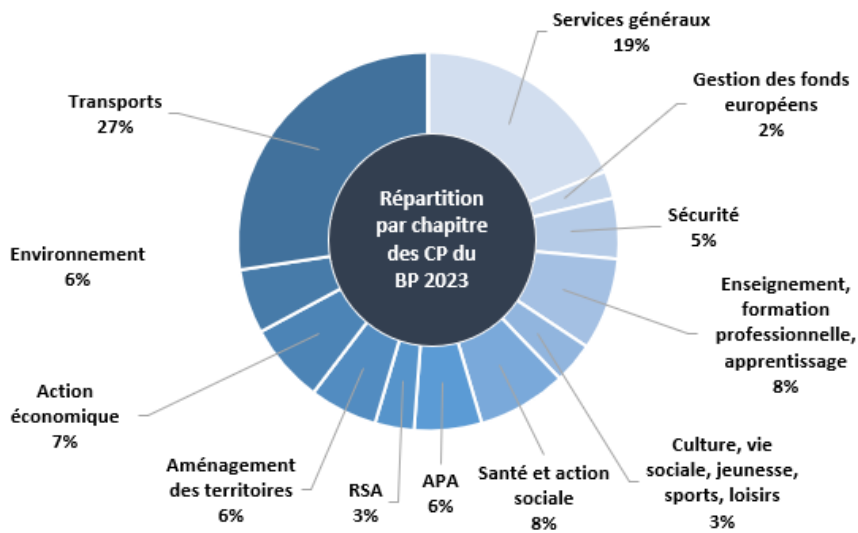 Répartition
par chapitre
des CP du
BP 2023
Services généraux
19%
Gestion des fonds
européens
2%
Sécurité
5%
Enseignement,
formation
professionnelle,
apprentissage
8%
Culture, vie
sociale, jeunesse,
sports, loisirs
3%
Santé et action
sociale
8%
APA
6%
RSA
3%
Aménagement
des territoires
6%
Action
économique
7%
Environnement
6%
Transports
27%